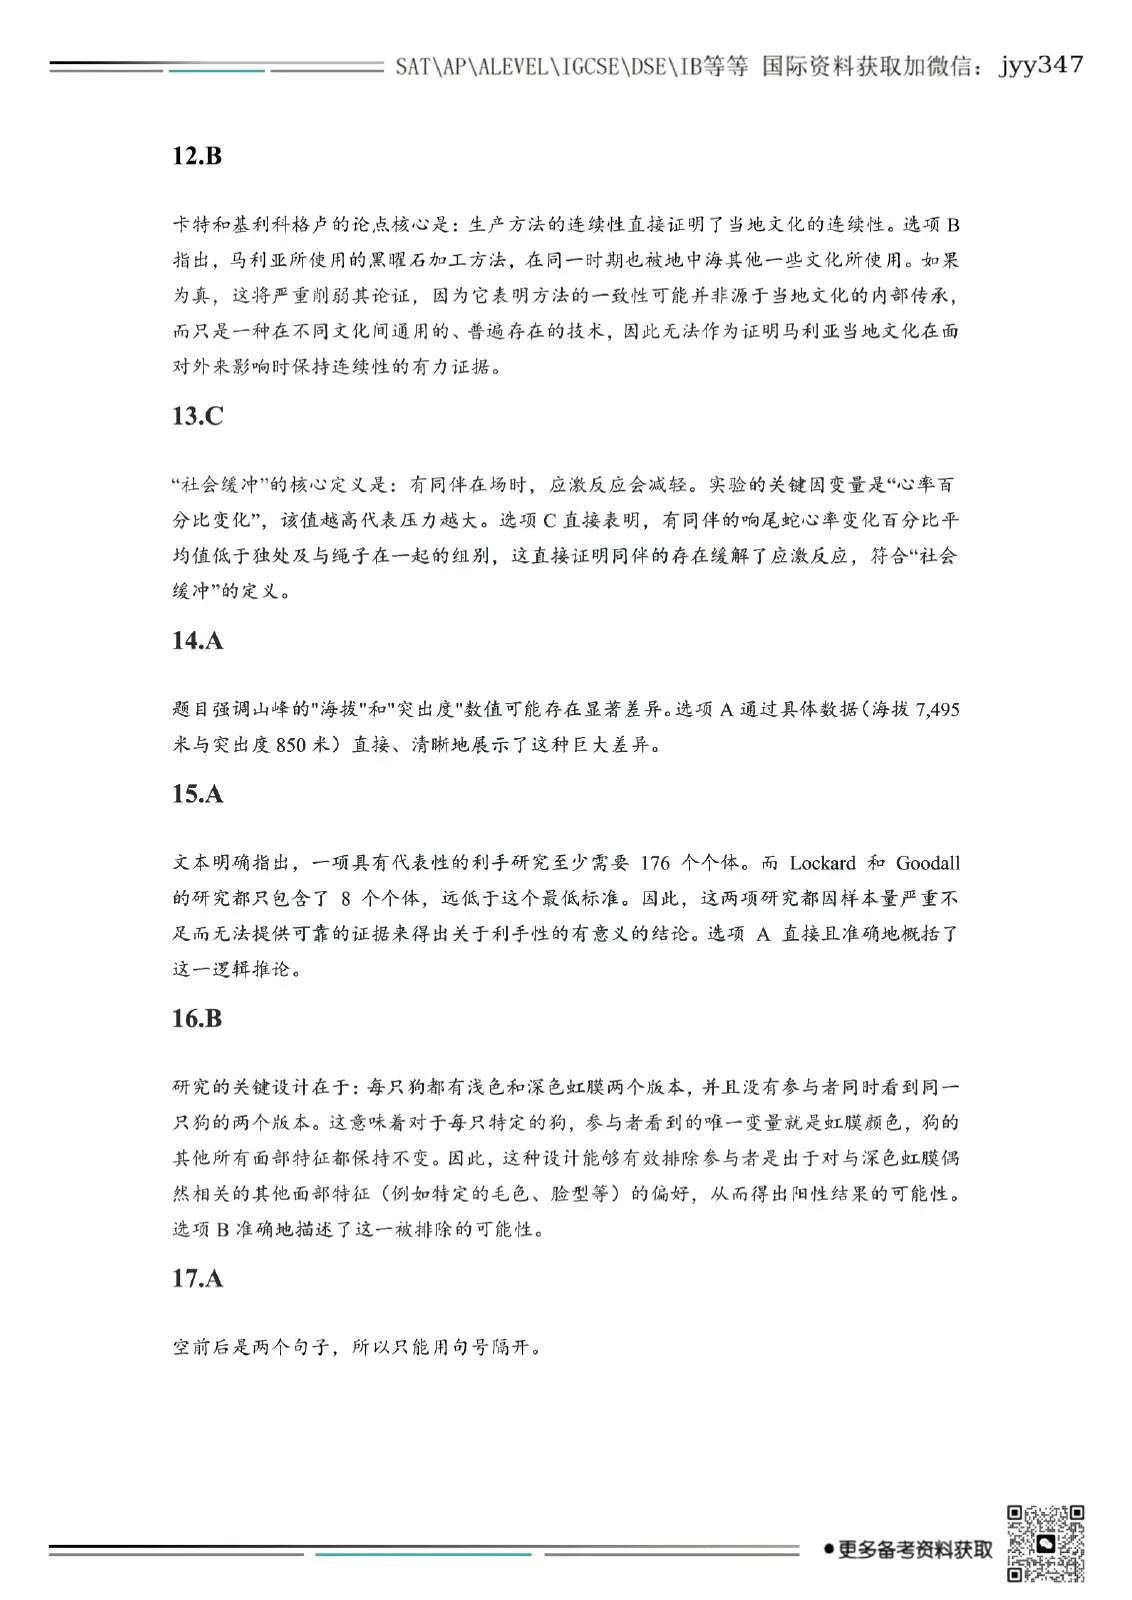 SAT\AP\ALEVEL\IGCSE\DSE\IB等等 国际资料获取加微信：jyy347
12.B
卡特和基利科格卢的论点核心是：生产方法的连续性直接证明了当地文化的连续性。选项 B
指出，马利亚所使用的黑曜石加工方法，在同一时期也被地中海其他一些文化所使用。如果
为真，这将严重削弱其论证，因为它表明方法的一致性可能并非源于当地文化的内部传承，
而只是一种在不同文化间通用的、普遍存在的技术，因此无法作为证明马利亚当地文化在面
对外来影响时保持连续性的有力证据。
13.C
“社会缓冲”的核心定义是：有同伴在场时，应激反应会减轻。实验的关键因变量是“心率百
分比变化”，该值越高代表压力越大。选项 C 直接表明，有同伴的响尾蛇心率变化百分比平
均值低于独处及与绳子在一起的组别，这直接证明同伴的存在缓解了应激反应，符合“社会
缓冲”的定义。
14.A
题目强调山峰的"海拔"和"突出度"数值可能存在显著差异。选项 A 通过具体数据（海拔 7,495
米与突出度 850 米）直接、清晰地展示了这种巨大差异。
15.A
文本明确指出，一项具有代表性的利手研究至少需要 176 个个体。而 Lockard 和 Goodall
的研究都只包含了 8 个个体，远低于这个最低标准。因此，这两项研究都因样本量严重不
足而无法提供可靠的证据来得出关于利手性的有意义的结论。选项 A 直接且准确地概括了
这一逻辑推论。
16.B
研究的关键设计在于：每只狗都有浅色和深色虹膜两个版本，并且没有参与者同时看到同一
只狗的两个版本。这意味着对于每只特定的狗，参与者看到的唯一变量就是虹膜颜色，狗的
其他所有面部特征都保持不变。因此，这种设计能够有效排除参与者是出于对与深色虹膜偶
然相关的其他面部特征（例如特定的毛色、脸型等）的偏好，从而得出阳性结果的可能性。
选项 B 准确地描述了这一被排除的可能性。
17.A
空前后是两个句子，所以只能用句号隔开。
●更多备考资料获取